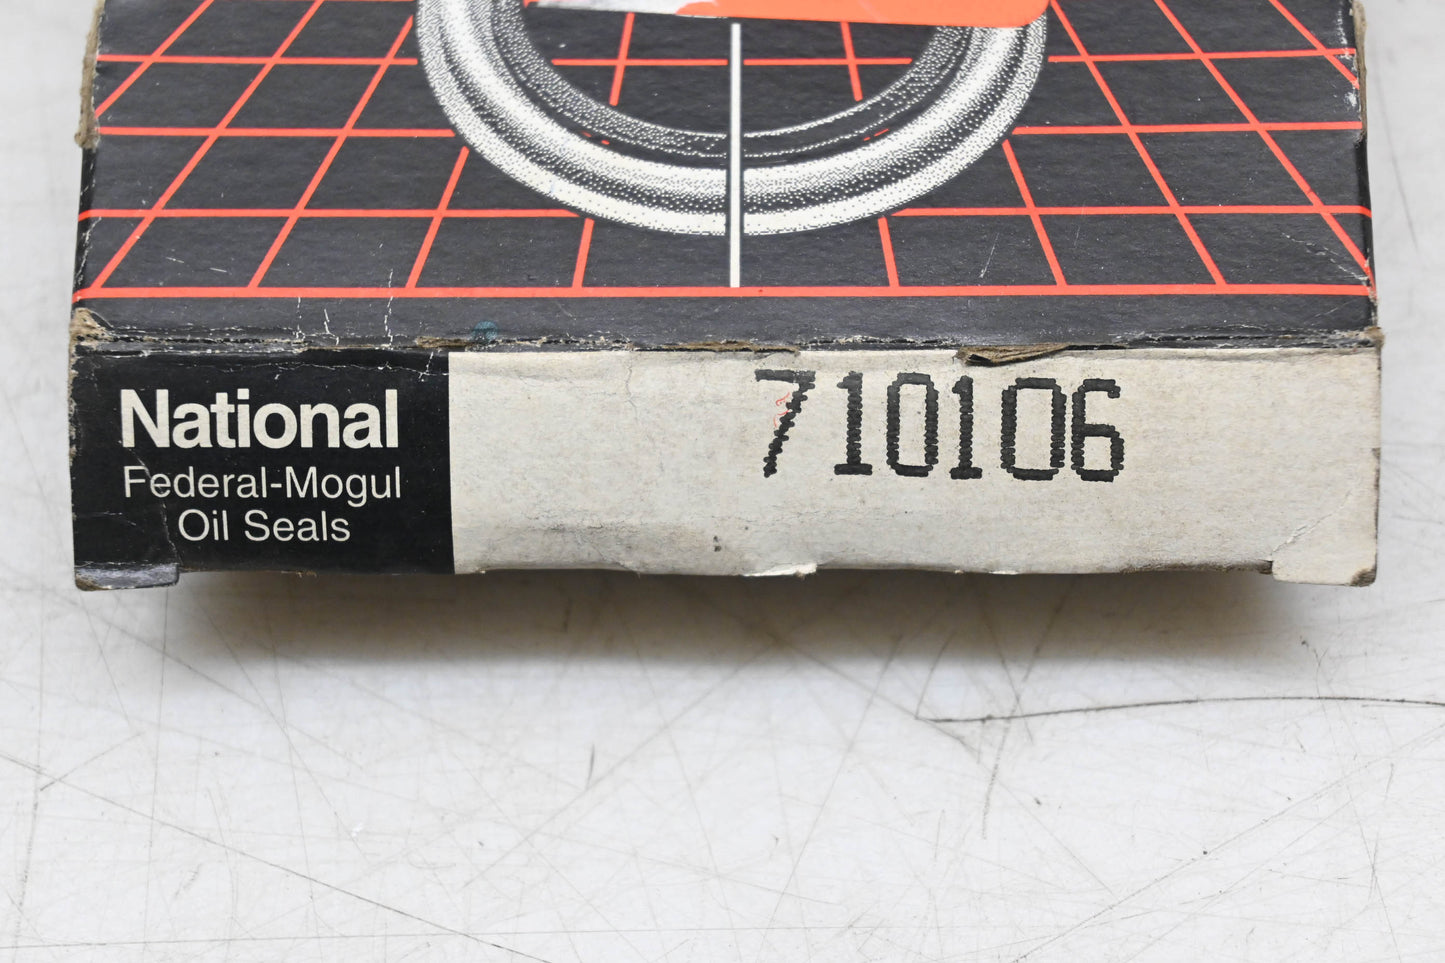 National
Federal-Mogul
Oil Seals
710106